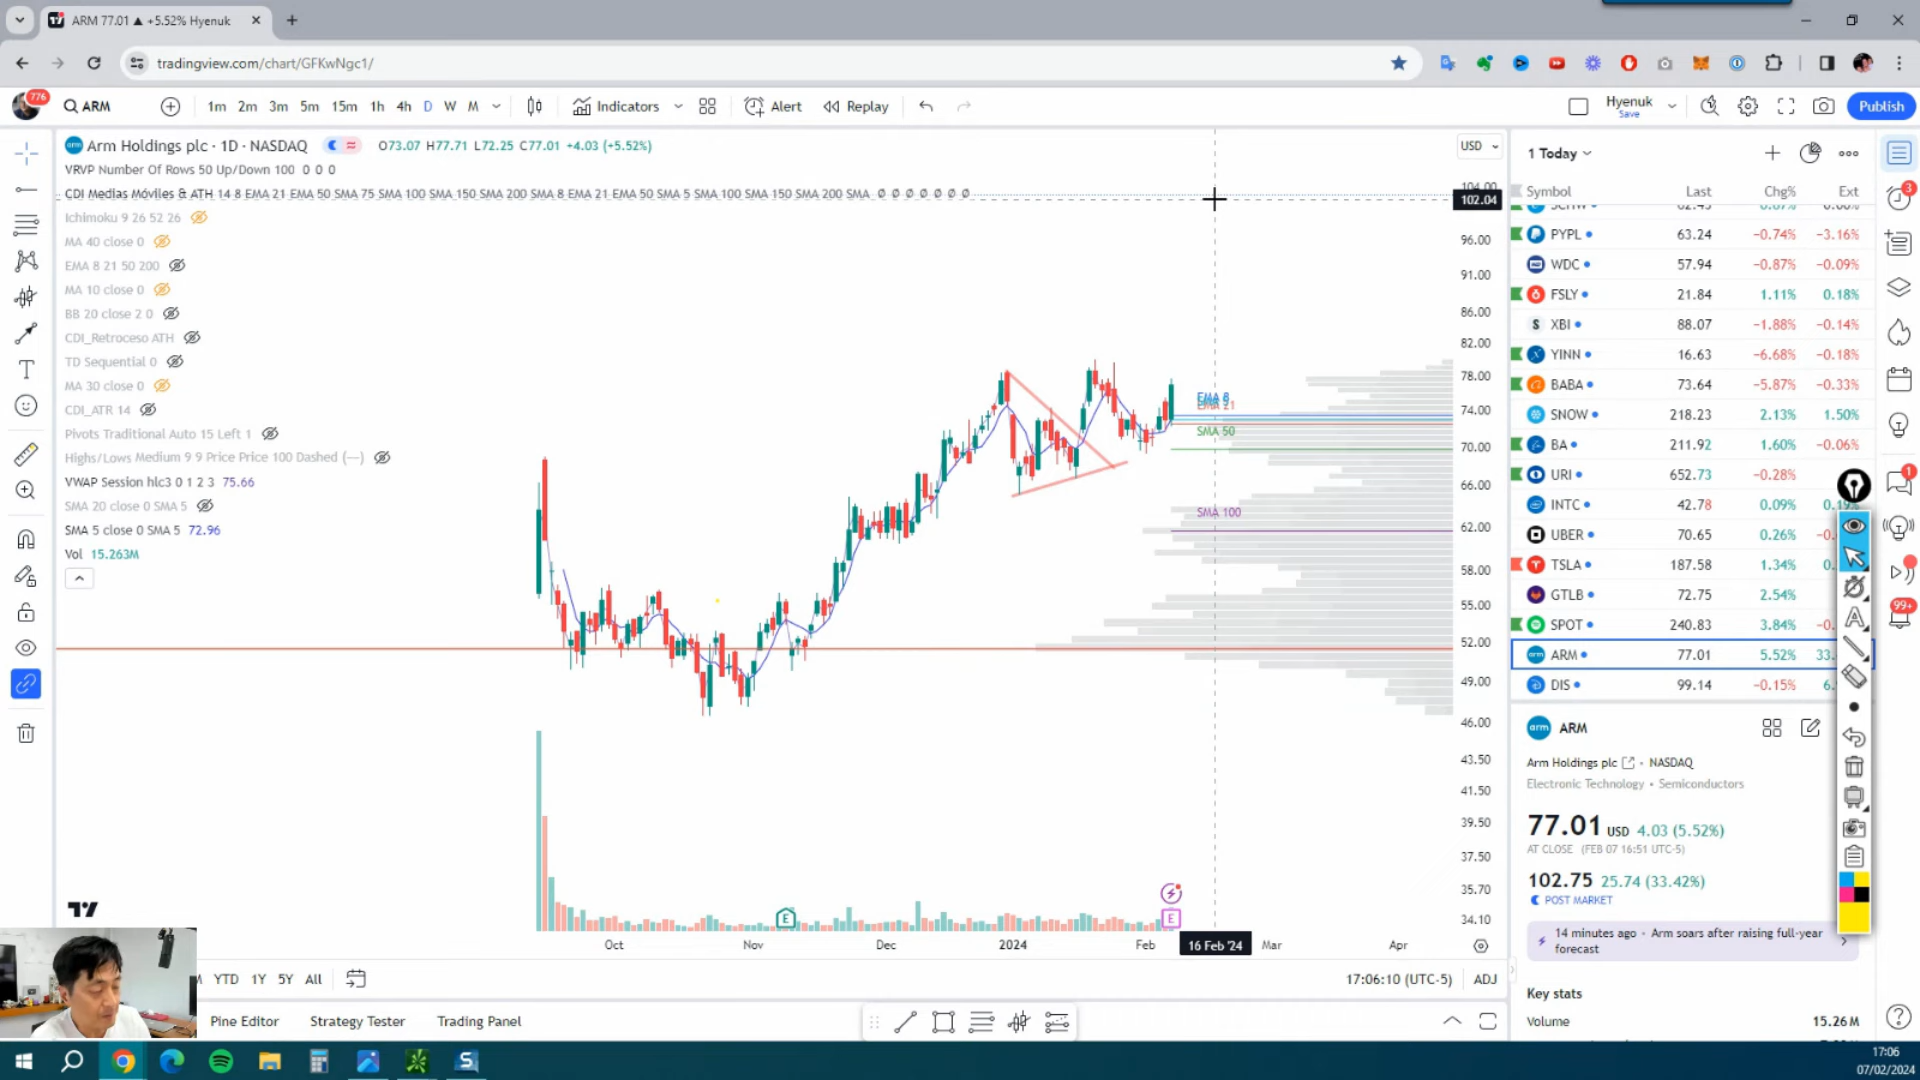 ARM 77.01 ▲ +5.52% Hyenuk
tradingview.com/chart/GFKwNgc1/
776
ARM
1m 2m 3m 5m 15m 1h 4h D W M
Indicators
Alert
Replay
Hyenuk
Save
Publish
Arm Holdings plc · 1D · NASDAQ
O73.07 H77.71 L72.25 C77.01 +4.03 (+5.52%)
VRVP Number Of Rows 50 Up/Down 100 0 0 0
CDI Medias Móviles & ATH 14 8 EMA 21 EMA 50 SMA 75 SMA 100 SMA 150 SMA 200 SMA 8 EMA 21 EMA 50 SMA 5 SMA 100 SMA 150 SMA 200 SMA Ø Ø Ø Ø Ø Ø Ø
Ichimoku 9 26 52 26
MA 40 close 0
EMA 8 21 50 200
MA 10 close 0
BB 20 close 2 0
CDI_Retroceso ATH
TD Sequential 0
MA 30 close 0
CDI_ATR 14
Pivots Traditional Auto 15 Left 1
Highs/Lows Medium 9 9 Price Price 100 Dashed (---)
VWAP Session hlc3 0 1 2 3 75.66
SMA 20 close 0 SMA 5
SMA 5 close 0 SMA 5 72.96
Vol 15.263M
EMA 8
EMA 21
SMA 50
SMA 100
USD
104.00
102.04
96.00
91.00
86.00
82.00
78.00
74.00
70.00
66.00
62.00
58.00
55.00
52.00
49.00
46.00
43.50
41.50
39.50
37.50
35.70
34.10
E
E
Oct Nov Dec 2024 Feb 16 Feb '24 Mar Apr
YTD 1Y 5Y All
17:06:10 (UTC-5) ADJ
Pine Editor Strategy Tester Trading Panel
1 Today
Symbol Last Chg% Ext
PYPL 63.24 −0.74% −3.16%
WDC 57.94 −0.87% −0.09%
FSLY 21.84 1.11% 0.18%
XBI 88.07 −1.88% −0.14%
YINN 16.63 −6.68% −0.18%
BABA 73.64 −5.87% −0.33%
SNOW 218.23 2.13% 1.50%
BA 211.92 1.60% −0.06%
URI 652.73 −0.28%
INTC 42.78 0.09% 0.19%
UBER 70.65 0.26%
TSLA 187.58 1.34%
GTLB 72.75 2.54%
SPOT 240.83 3.84%
ARM 77.01 5.52%
DIS 99.14 −0.15%
arm ARM
Arm Holdings plc • NASDAQ
Electronic Technology • Semiconductors
77.01 USD 4.03 (5.52%)
AT CLOSE (FEB 07 16:51 UTC-5)
102.75 25.74 (33.42%)
POST MARKET
14 minutes ago • Arm soars after raising full-year
forecast
Key stats
Volume 15.26M
3
1
99+
17:06
07/02/2024